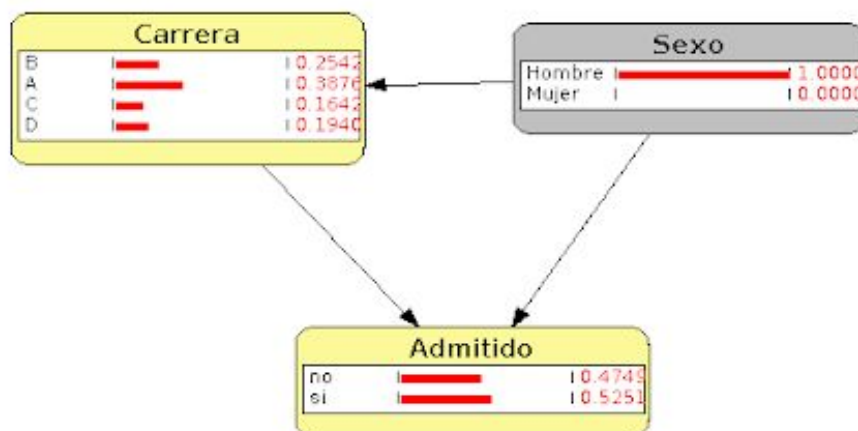 Carrera
B 0.2542
A 0.3876
C 0.1642
D 0.1940
Sexo
Hombre 1.0000
Mujer 0.0000
Admitido
no 0.4749
si 0.5251